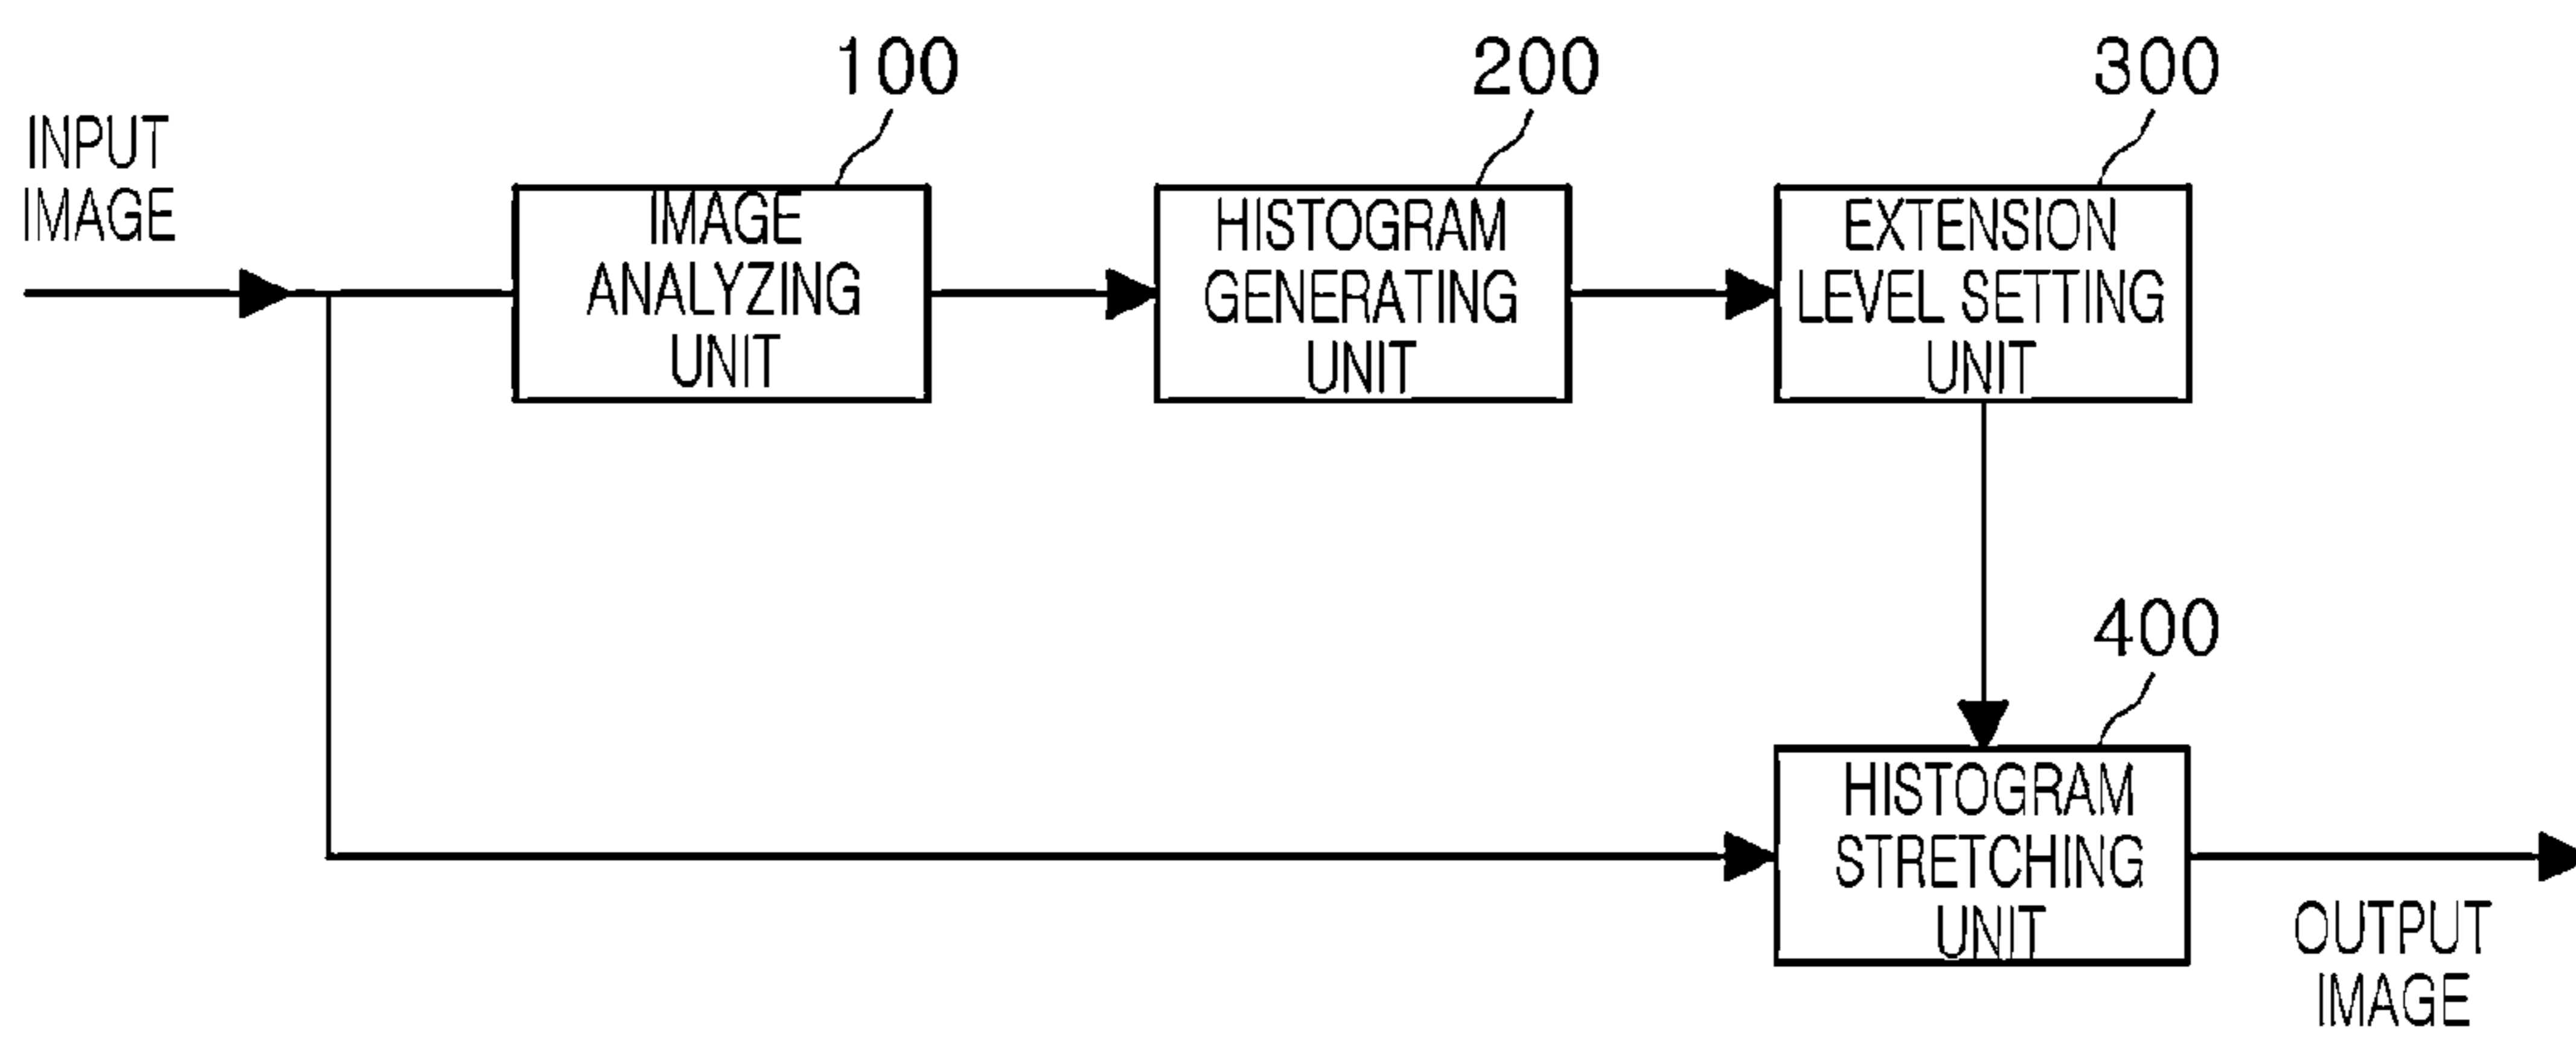 100
200
300
INPUT
IMAGE
IMAGE
ANALYZING
UNIT
HISTOGRAM
GENERATING
UNIT
EXTENSION
LEVEL SETTING
UNIT
400
HISTOGRAM
STRETCHING
UNIT
OUTPUT
IMAGE